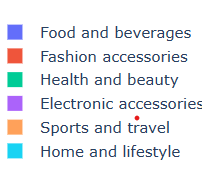 Food and beverages
Fashion accessories
Health and beauty
Electronic accessories
Sports and travel
Home and lifestyle